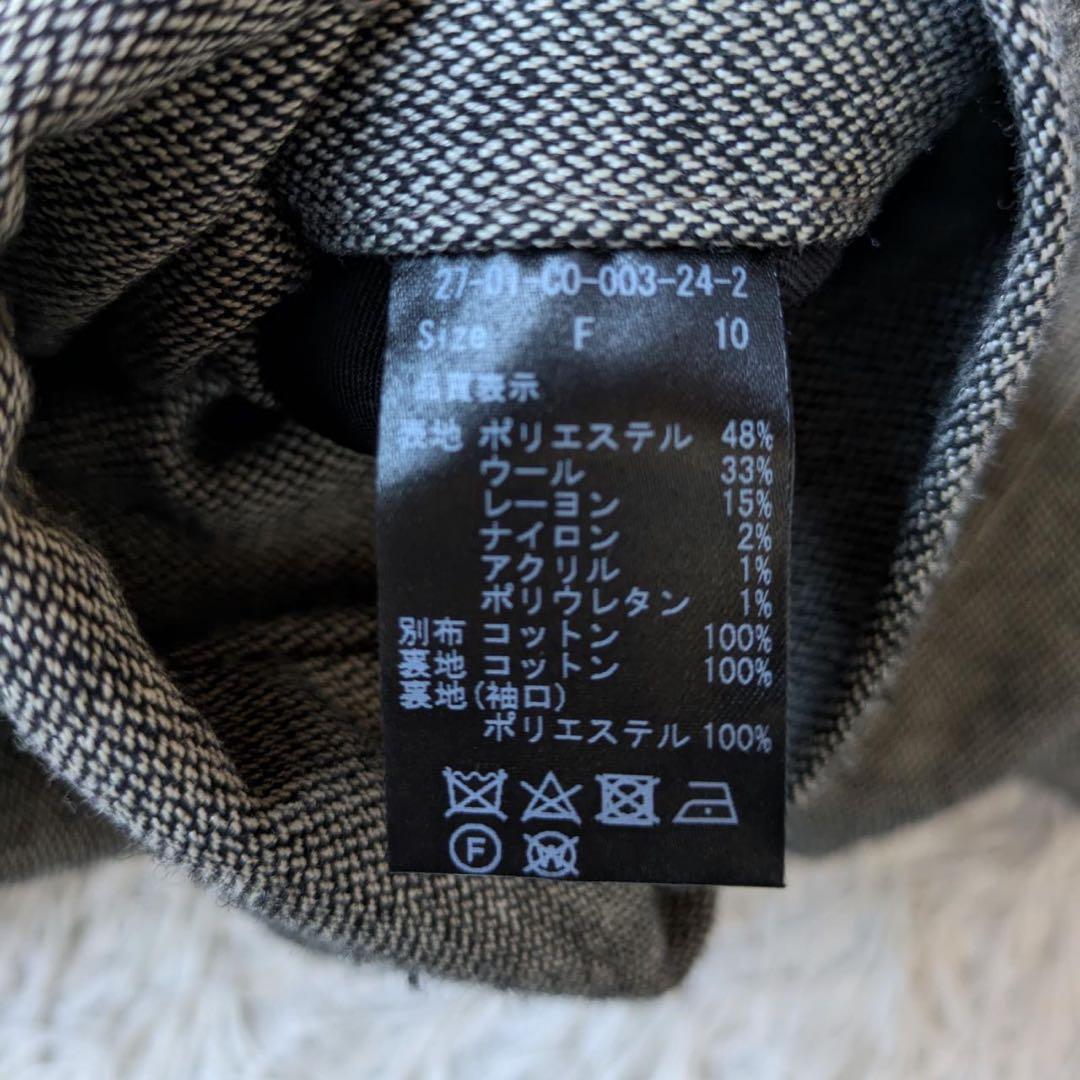 27-01-CO-003-24-2
Size F 10
品質表示
表地 ポリエステル 48%
ウール 33%
レーヨン 15%
ナイロン 2%
アクリル 1%
ポリウレタン 1%
別布 コットン 100%
裏地 コットン 100%
裏地(袖口)
ポリエステル 100%
F
W